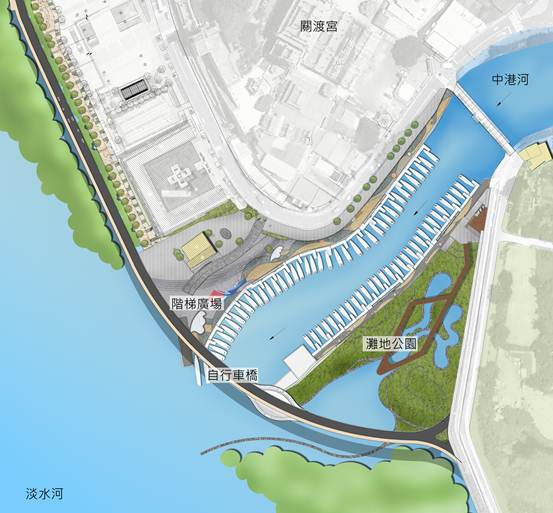 關渡宮
中港河
階梯廣場
灘地公園
自行車橋
淡水河